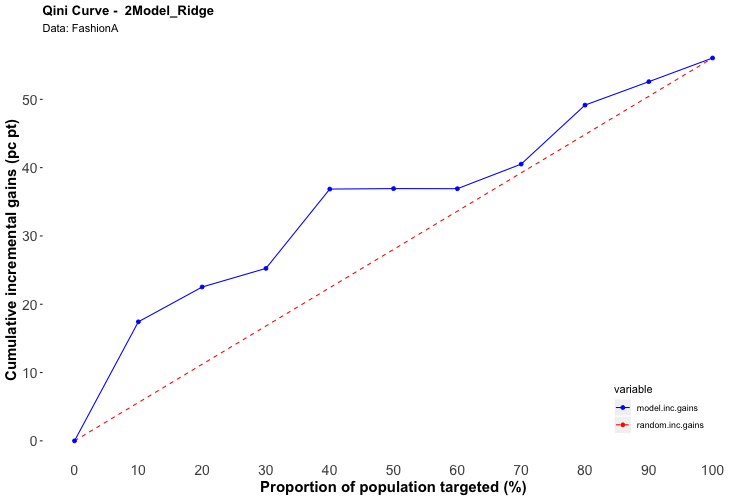 Qini Curve -  2Model_Ridge
Data: FashionA
Cumulative incremental gains (pc pt)
50
40
30
20
10
0
variable
model.inc.gains
random.inc.gains
0 10 20 30 40 50 60 70 80 90 100
Proportion of population targeted (%)